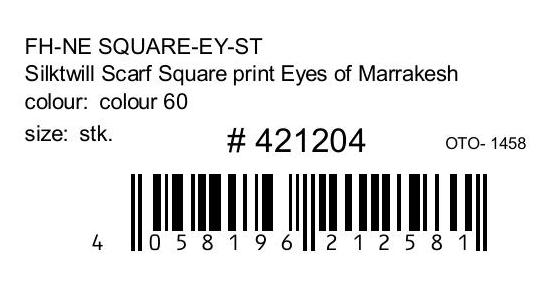 FH-NE SQUARE-EY-ST
Silktwill Scarf Square print Eyes of Marrakesh
colour: colour 60
size: stk.
# 421204
OTO- 1458
4 058196 212581